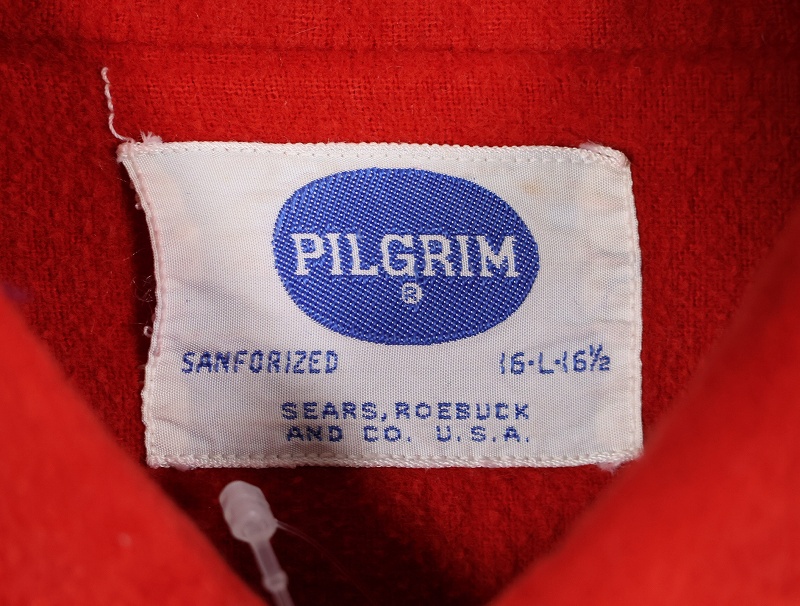 PILGRIM
®
SANFORIZED 16·L·16½
SEARS, ROEBUCK
AND CO. U.S.A.